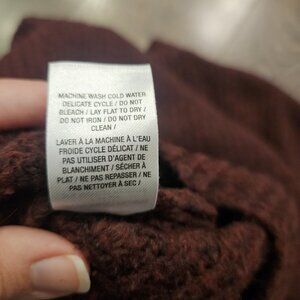 MACHINE WASH COLD WATER
DELICATE CYCLE / DO NOT
BLEACH / LAY FLAT TO DRY /
DO NOT IRON / DO NOT DRY
CLEAN /
LAVER À LA MACHINE À L'EAU
FROIDE CYCLE DÉLICAT / NE
PAS UTILISER D'AGENT DE
BLANCHIMENT / SÉCHER À
PLAT / NE PAS REPASSER / NE
PAS NETTOYER À SEC /